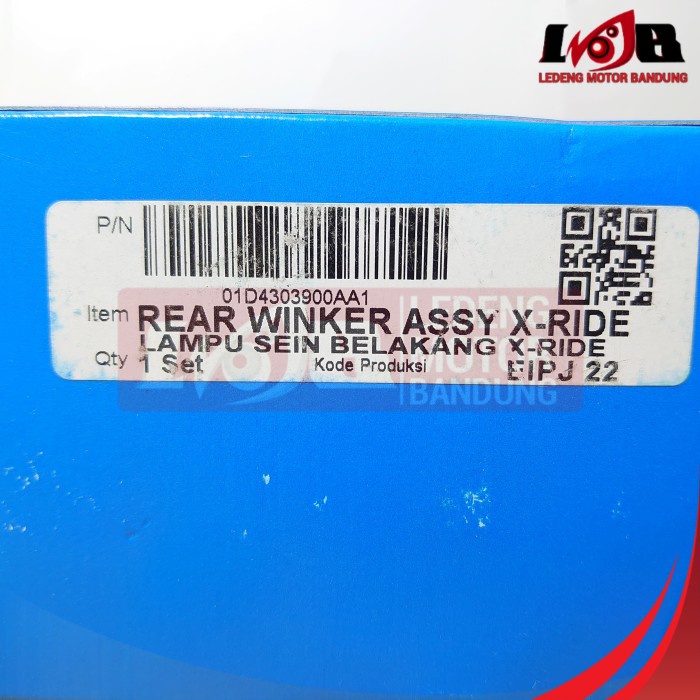 LMB
LEDENG MOTOR BANDUNG
P/N
01D4303900AA1
Item REAR WINKER ASSY X-RIDE
LAMPU SEIN BELAKANG X-RIDE
Qty 1 Set Kode Produksi EIPJ 22
LEDENG
MOTOR
BANDUNG